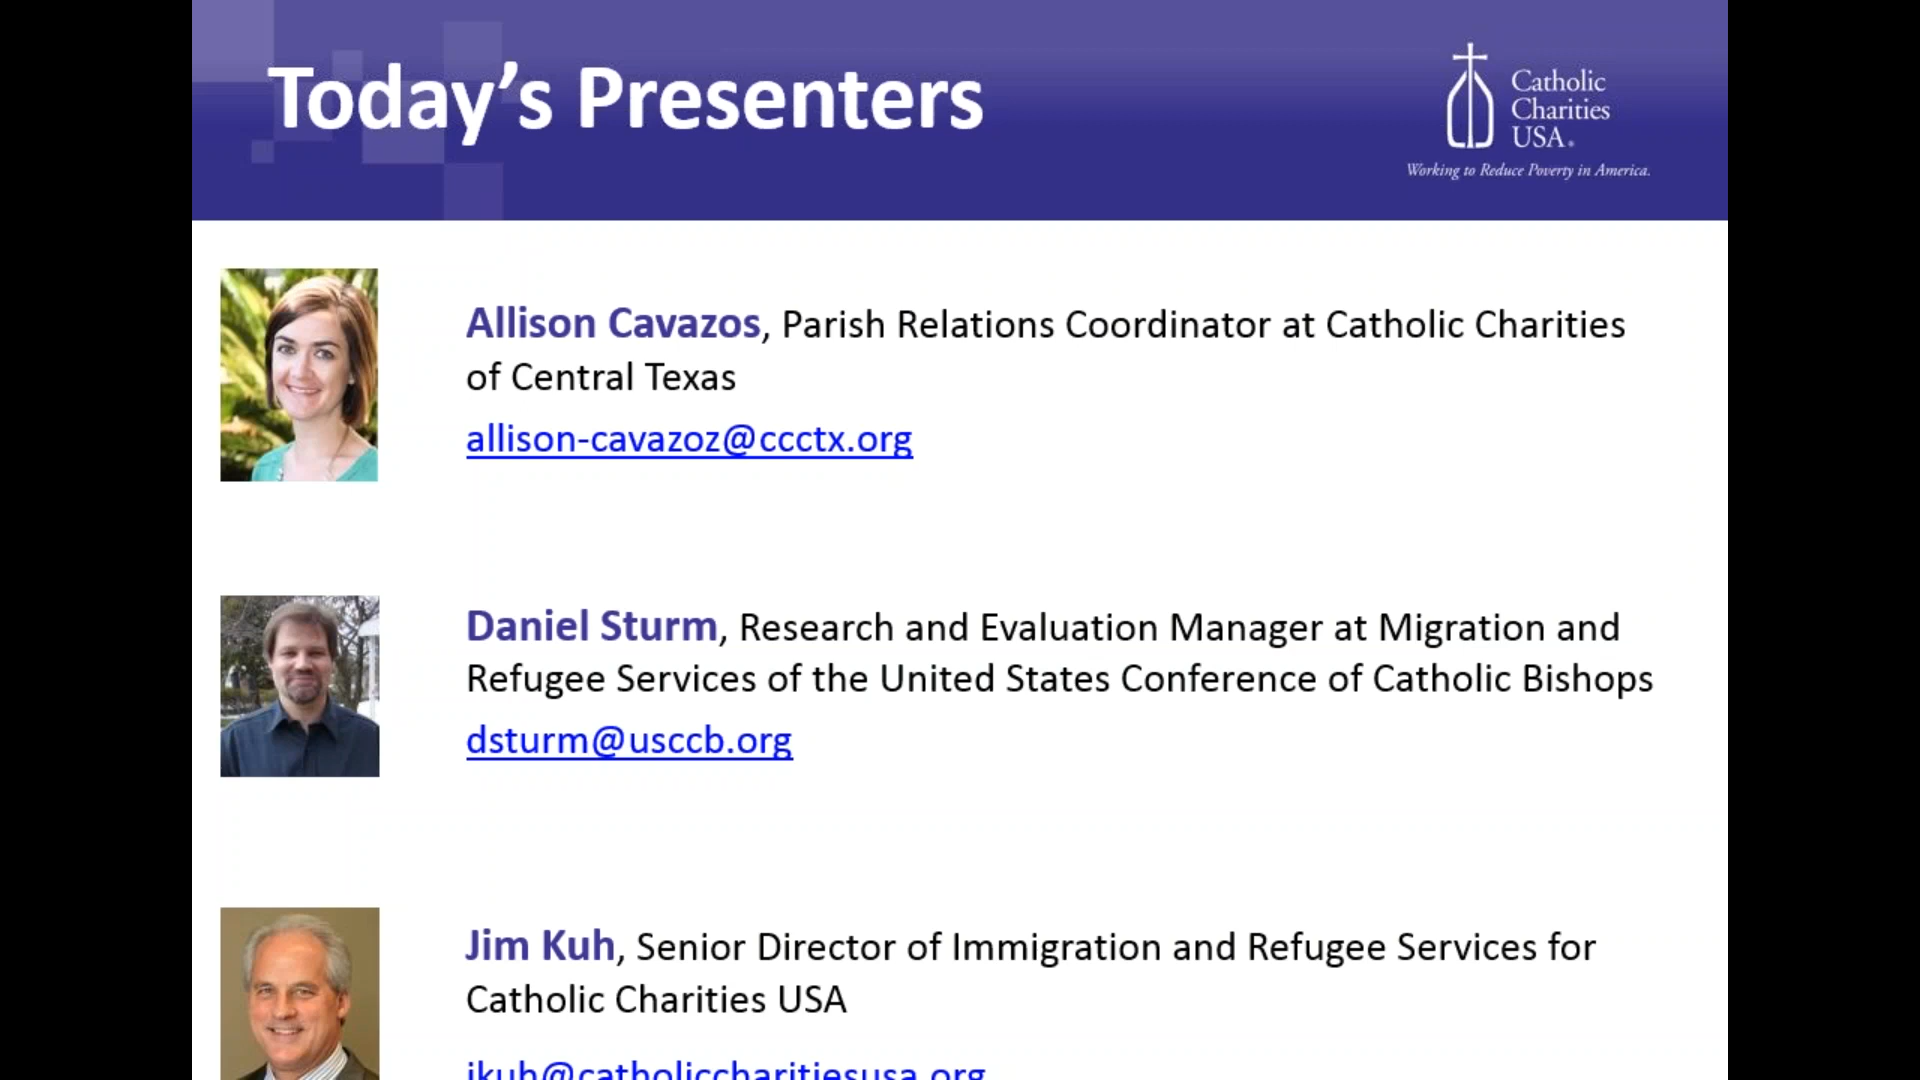 Today's Presenters
Catholic
Charities
USA®
Working to Reduce Poverty in America.
Allison Cavazos, Parish Relations Coordinator at Catholic Charities
of Central Texas
allison-cavazoz@ccctx.org
Daniel Sturm, Research and Evaluation Manager at Migration and
Refugee Services of the United States Conference of Catholic Bishops
dsturm@usccb.org
Jim Kuh, Senior Director of Immigration and Refugee Services for
Catholic Charities USA
jkuh@catholiccharitiesusa.org